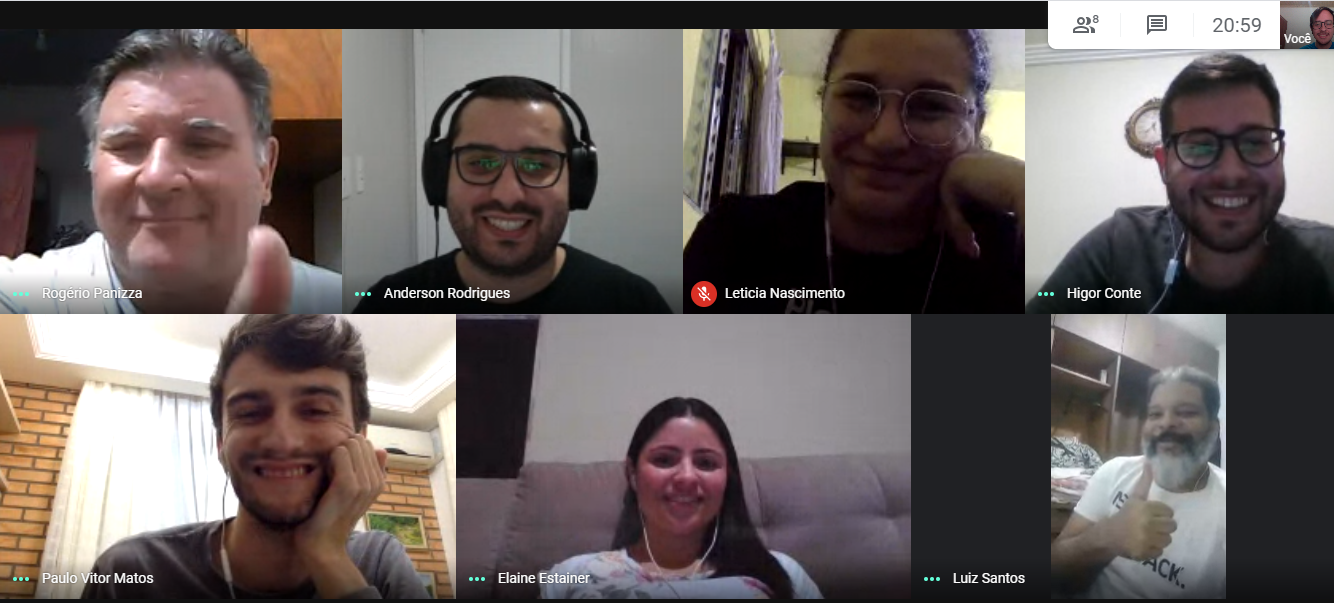 8
20:59
Você
Rogério Panizza
Anderson Rodrigues
Leticia Nascimento
Higor Conte
Paulo Vitor Matos
Elaine Estainer
Luiz Santos
ACK.